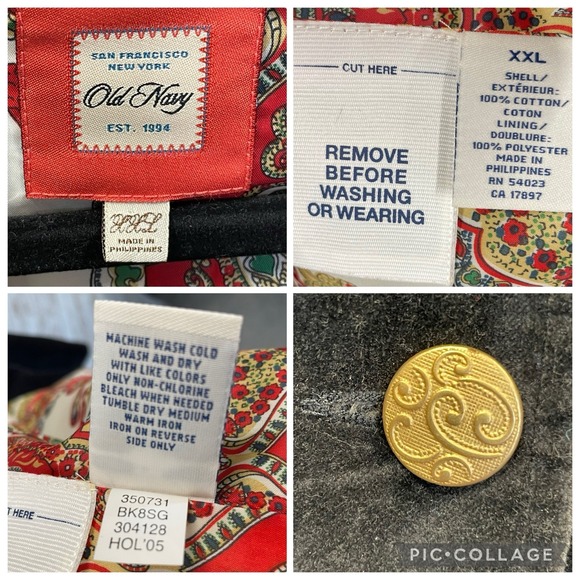 SAN FRANCISCO
NEW YORK
Old Navy
EST. 1994
XXL
MADE IN
PHILIPPINES
CUT HERE
REMOVE
BEFORE
WASHING
OR WEARING
XXL
SHELL/
EXTÉRIEUR:
100% COTTON/
COTON
LINING/
DOUBLURE:
100% POLYESTER
MADE IN
PHILIPPINES
RN 54023
CA 17897
MACHINE WASH COLD
WASH AND DRY
WITH LIKE COLORS
ONLY NON-CHLORINE
BLEACH WHEN NEEDED
TUMBLE DRY MEDIUM
WARM IRON
IRON ON REVERSE
SIDE ONLY
UT HERE
350731
BK8SG
304128
HOL'05
PIC•COLLAGE